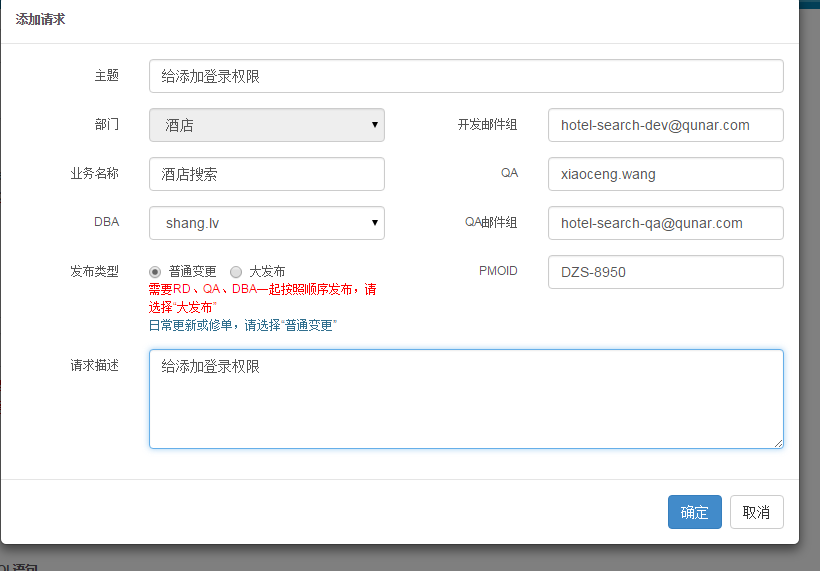 添加请求
主题 给添加登录权限
部门 酒店 开发邮件组 hotel-search-dev@qunar.com
业务名称 酒店搜索 QA xiaoceng.wang
DBA shang.lv QA邮件组 hotel-search-qa@qunar.com
发布类型 普通变更 大发布 PMOID DZS-8950
需要RD、QA、DBA一起按照顺序发布，请
选择“大发布”
日常更新或修单，请选择“普通变更”
请求描述 给添加登录权限
确定 取消
语句